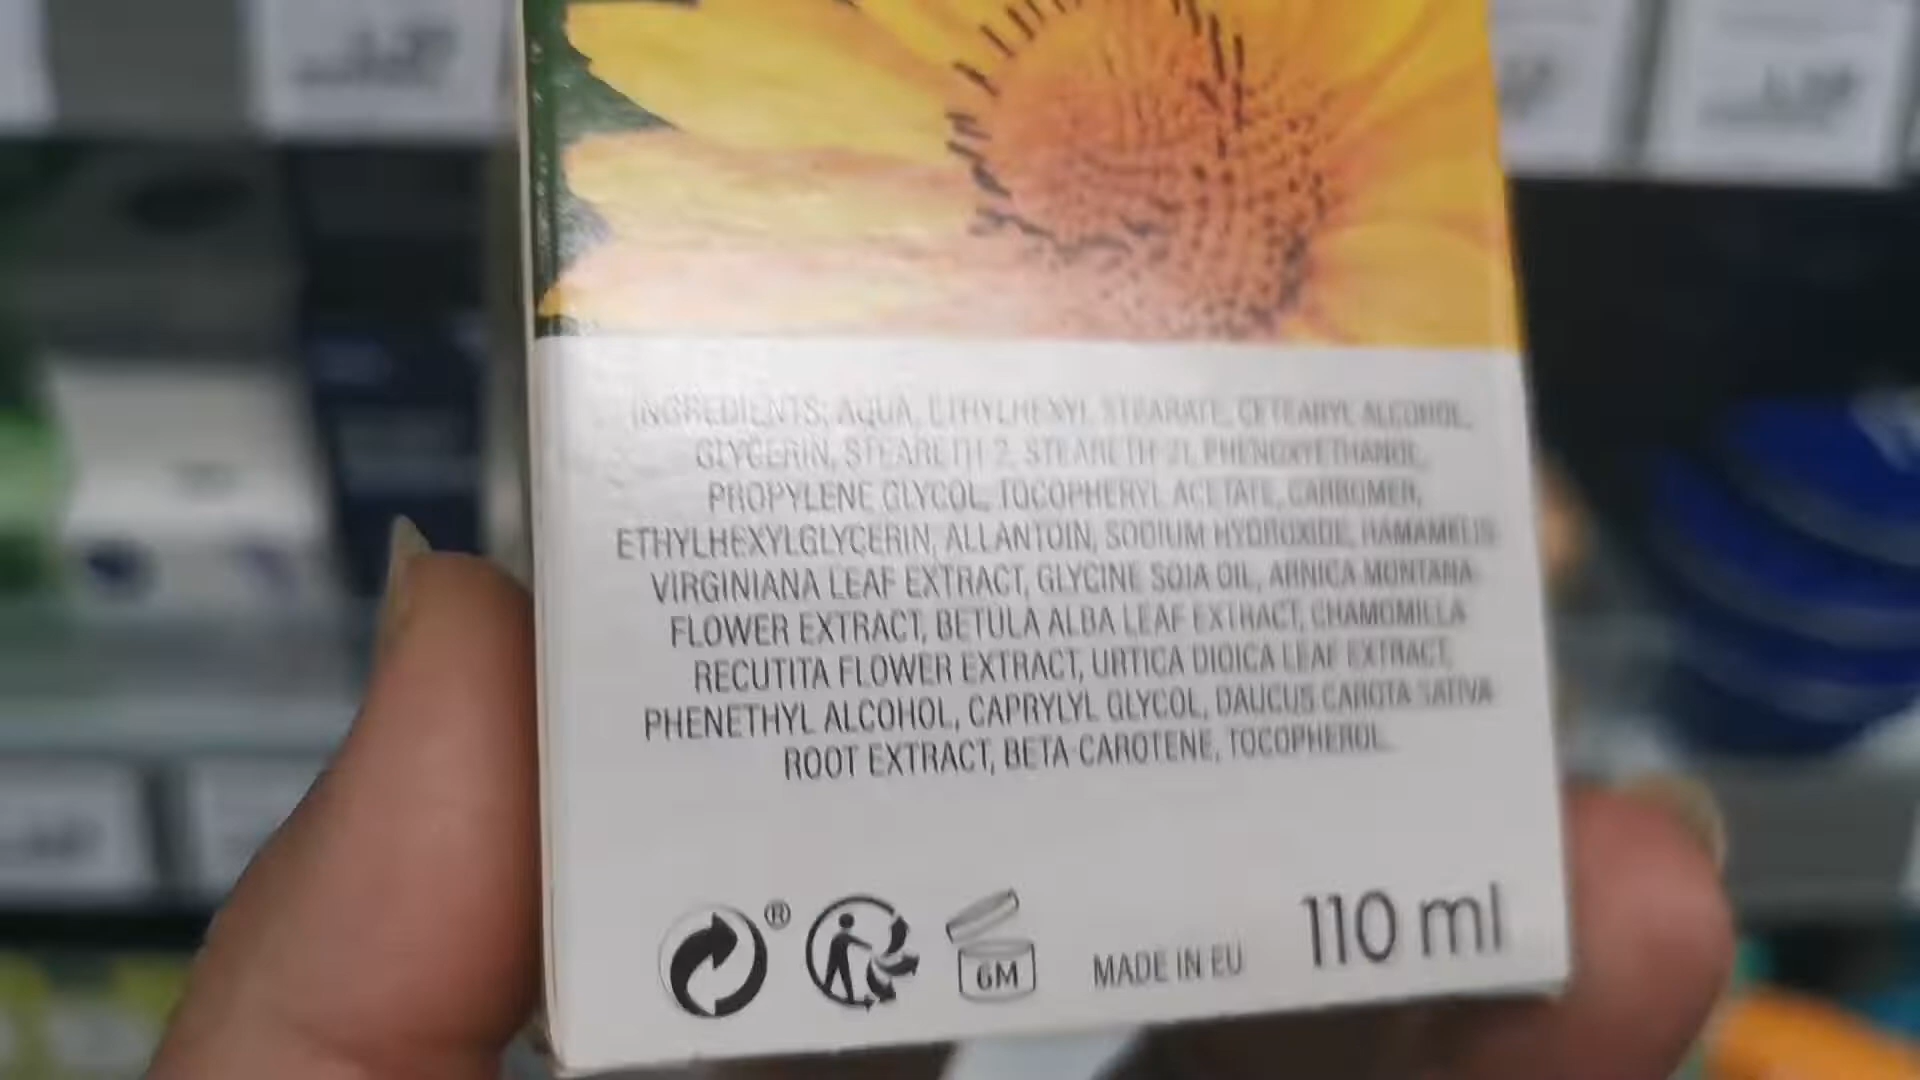 INGREDIENTS: AQUA, ETHYLHEXYL STEARATE, CETEARYL ALCOHOL,
GLYCERIN, STEARETH-2, STEARETH-21, PHENOXYETHANOL,
PROPYLENE GLYCOL, TOCOPHERYL ACETATE, CARBOMER,
ETHYLHEXYLGLYCERIN, ALLANTOIN, SODIUM HYDROXIDE, HAMAMELIS
VIRGINIANA LEAF EXTRACT, GLYCINE SOJA OIL, ARNICA MONTANA
FLOWER EXTRACT, BETULA ALBA LEAF EXTRACT, CHAMOMILLA
RECUTITA FLOWER EXTRACT, URTICA DIOICA LEAF EXTRACT,
PHENETHYL ALCOHOL, CAPRYLYL GLYCOL, DAUCUS CAROTA SATIVA
ROOT EXTRACT, BETA-CAROTENE, TOCOPHEROL.
®
6M
MADE IN EU
110 ml